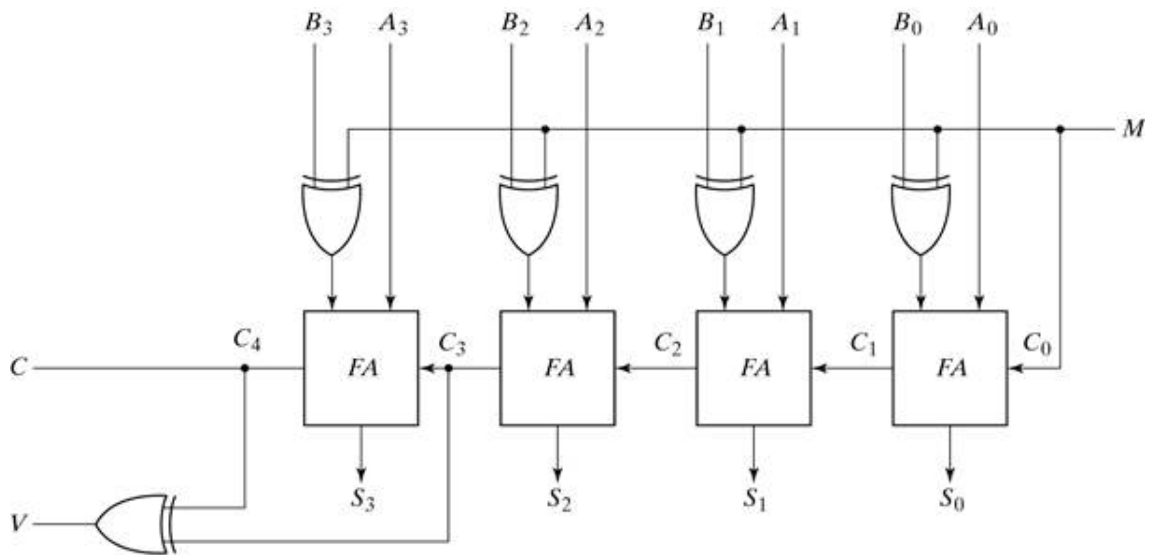 B₃ A₃ B₂ A₂ B₁ A₁ B₀ A₀
M
C₄ C₃ C₂ C₁ C₀
C FA FA FA FA
S₃ S₂ S₁ S₀
V